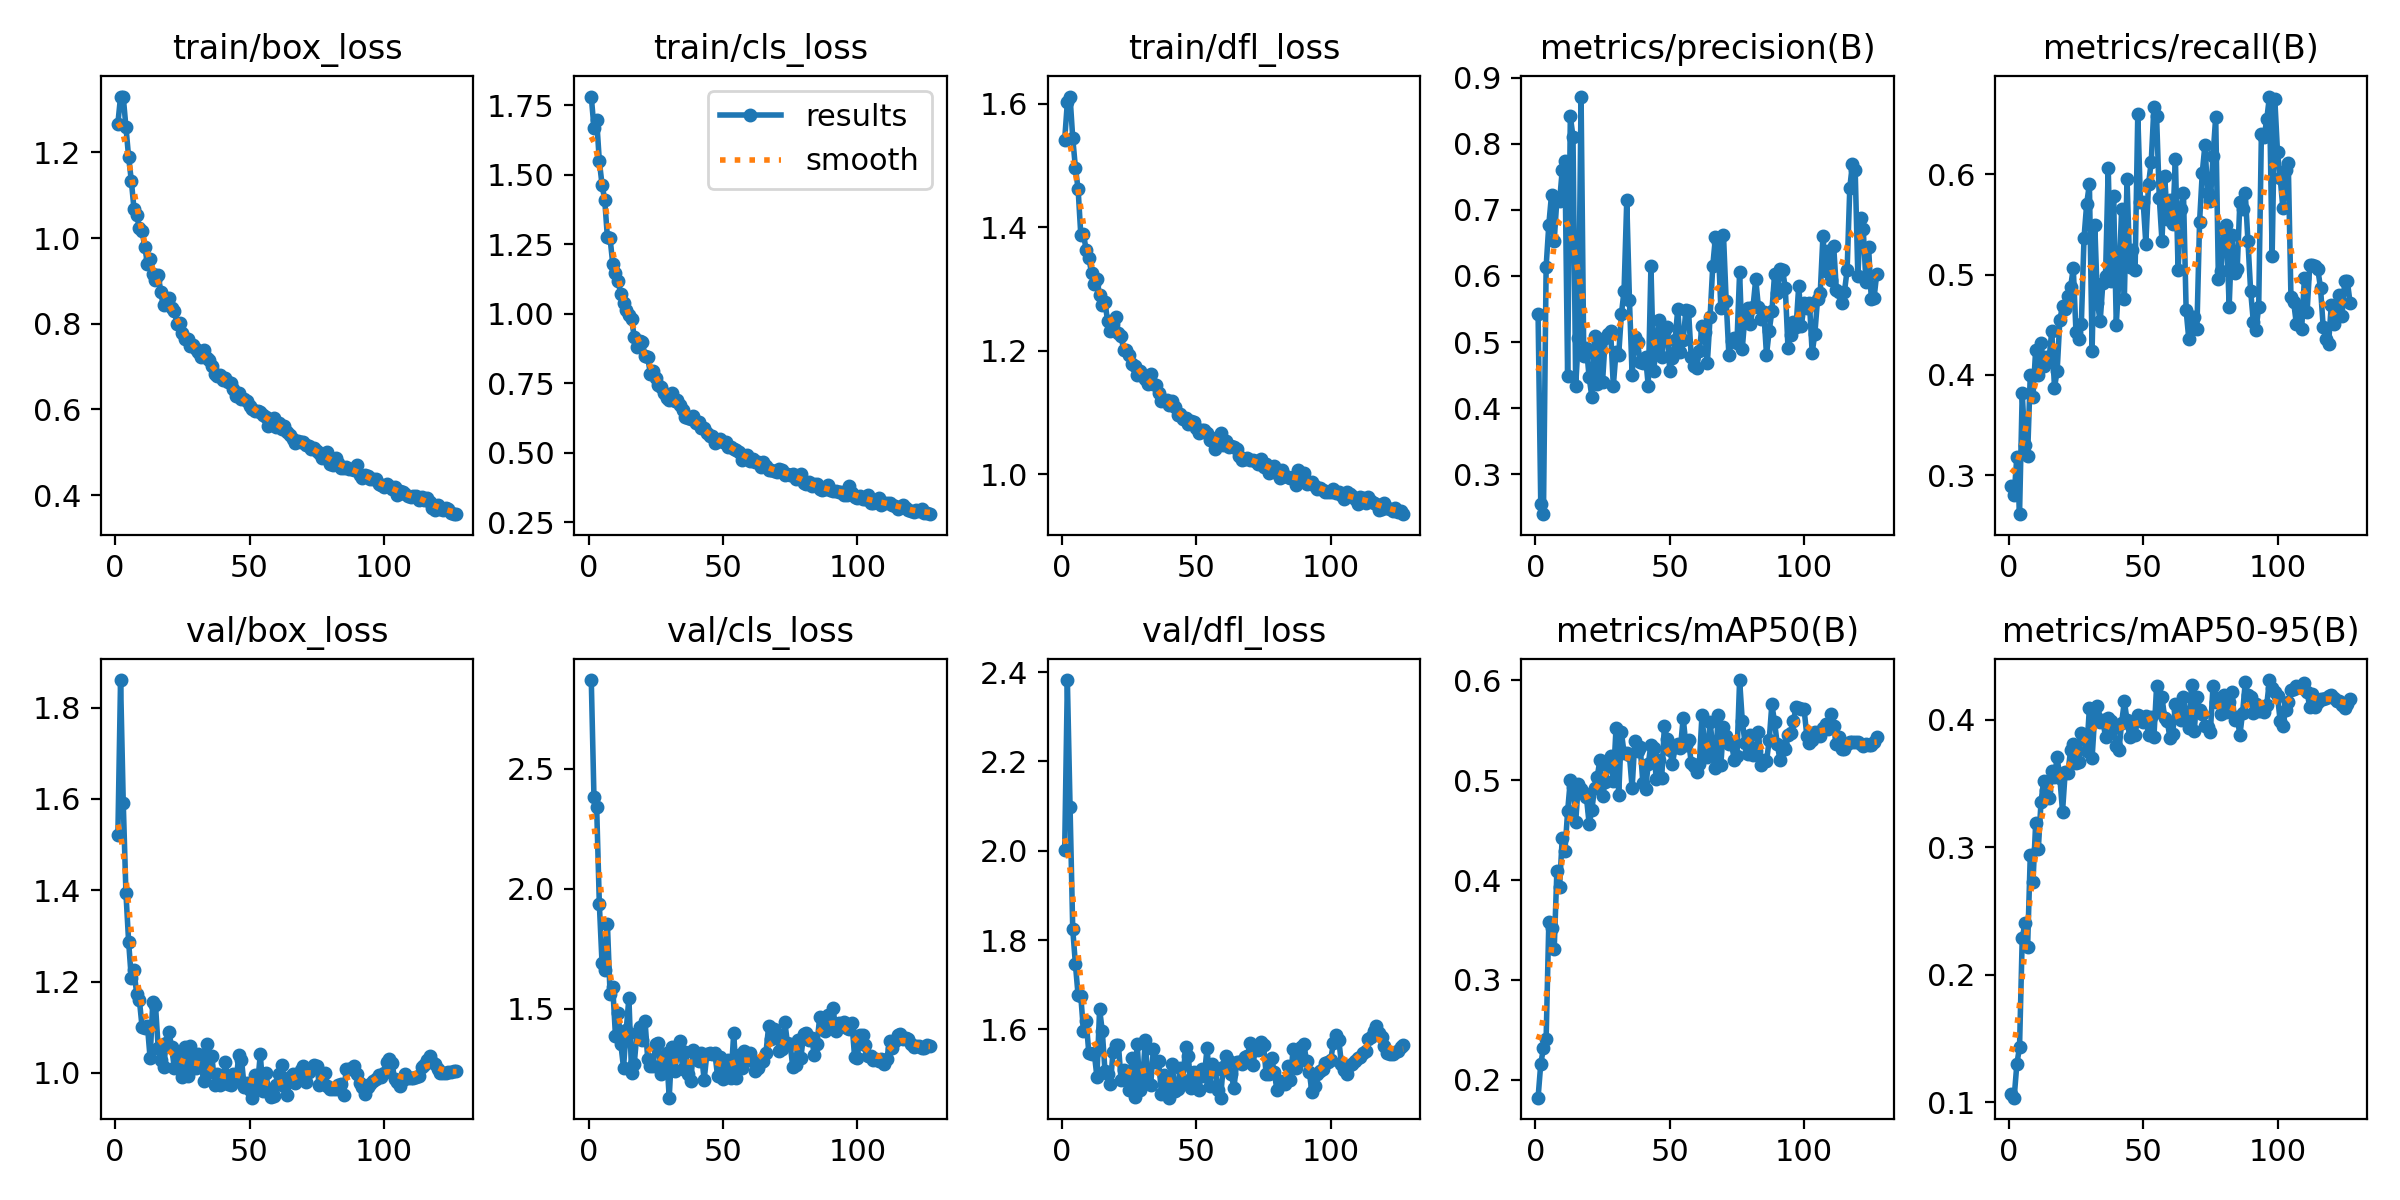 train/box_loss
1.2
1.0
0.8
0.6
0.4
0 50 100
train/cls_loss
results
smooth
1.75
1.50
1.25
1.00
0.75
0.50
0.25
0 50 100
train/dfl_loss
1.6
1.4
1.2
1.0
0 50 100
metrics/precision(B)
0.9
0.8
0.7
0.6
0.5
0.4
0.3
0 50 100
metrics/recall(B)
0.6
0.5
0.4
0.3
0 50 100
val/box_loss
1.8
1.6
1.4
1.2
1.0
0 50 100
val/cls_loss
2.5
2.0
1.5
0 50 100
val/dfl_loss
2.4
2.2
2.0
1.8
1.6
0 50 100
metrics/mAP50(B)
0.6
0.5
0.4
0.3
0.2
0 50 100
metrics/mAP50-95(B)
0.4
0.3
0.2
0.1
0 50 100